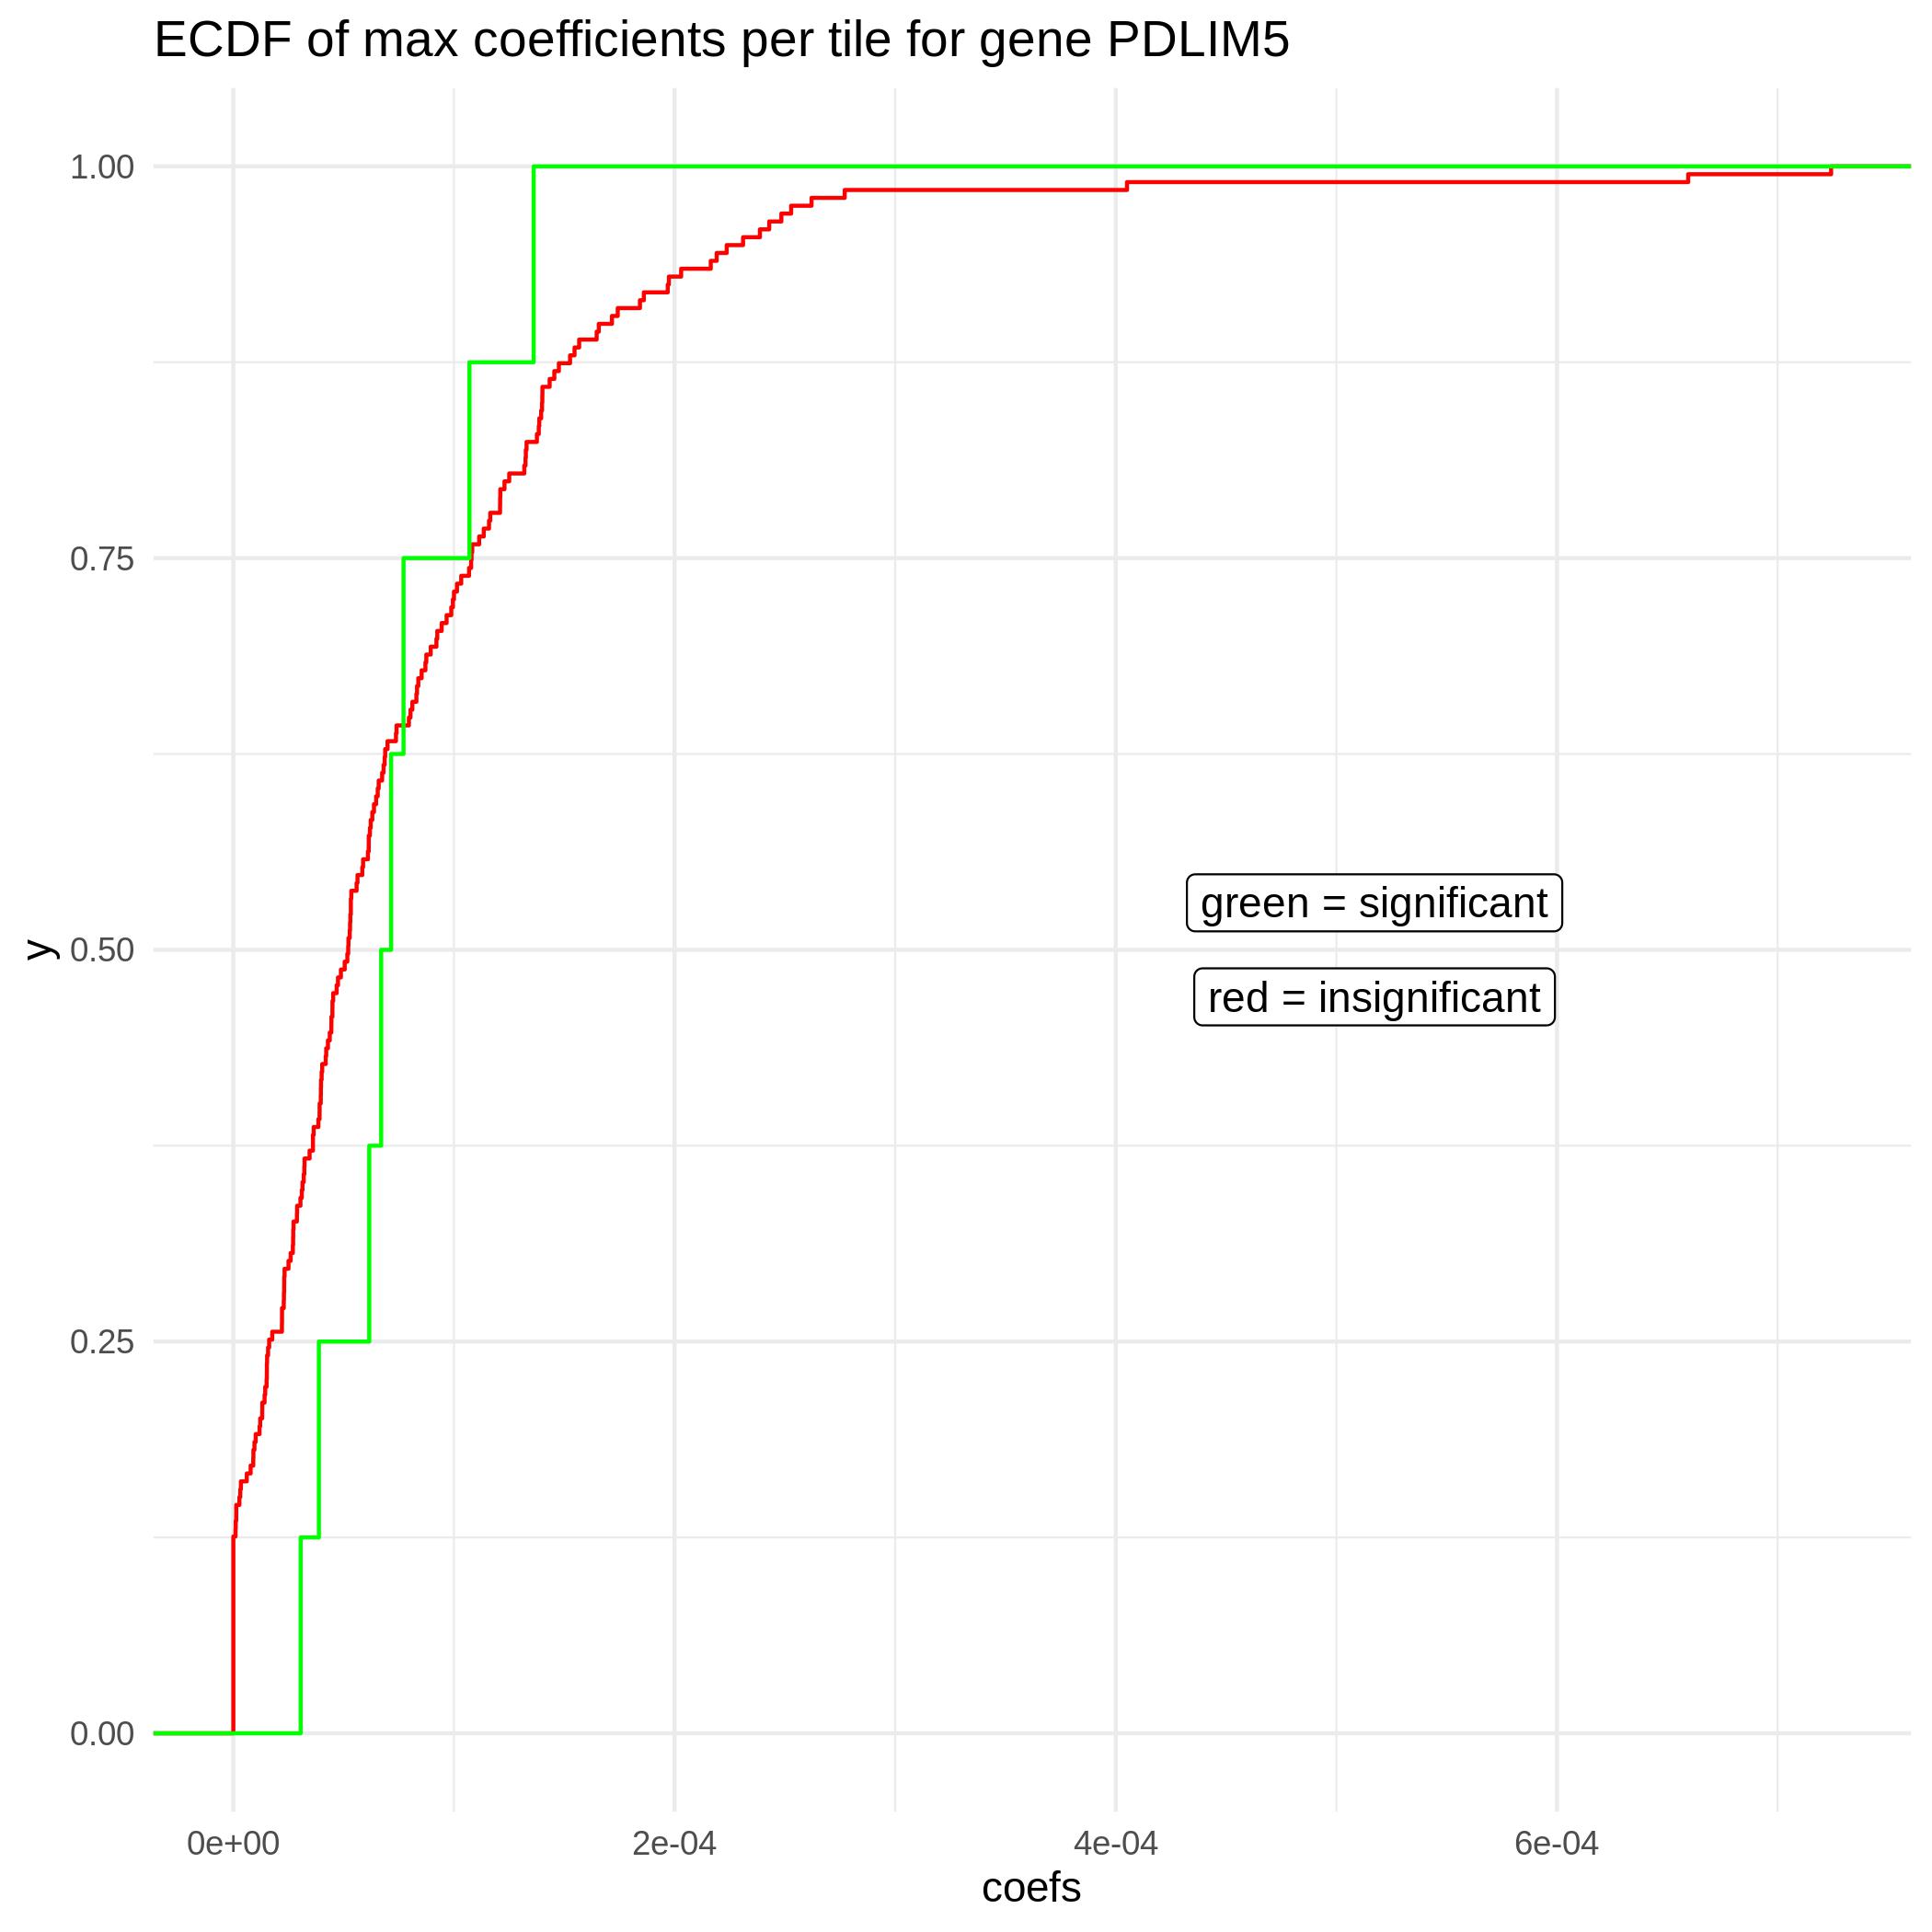 ECDF of max coefficients per tile for gene PDLIM5
1.00
0.75
0.50
0.25
0.00
y
green = significant
red = insignificant
0e+00
2e-04
4e-04
6e-04
coefs